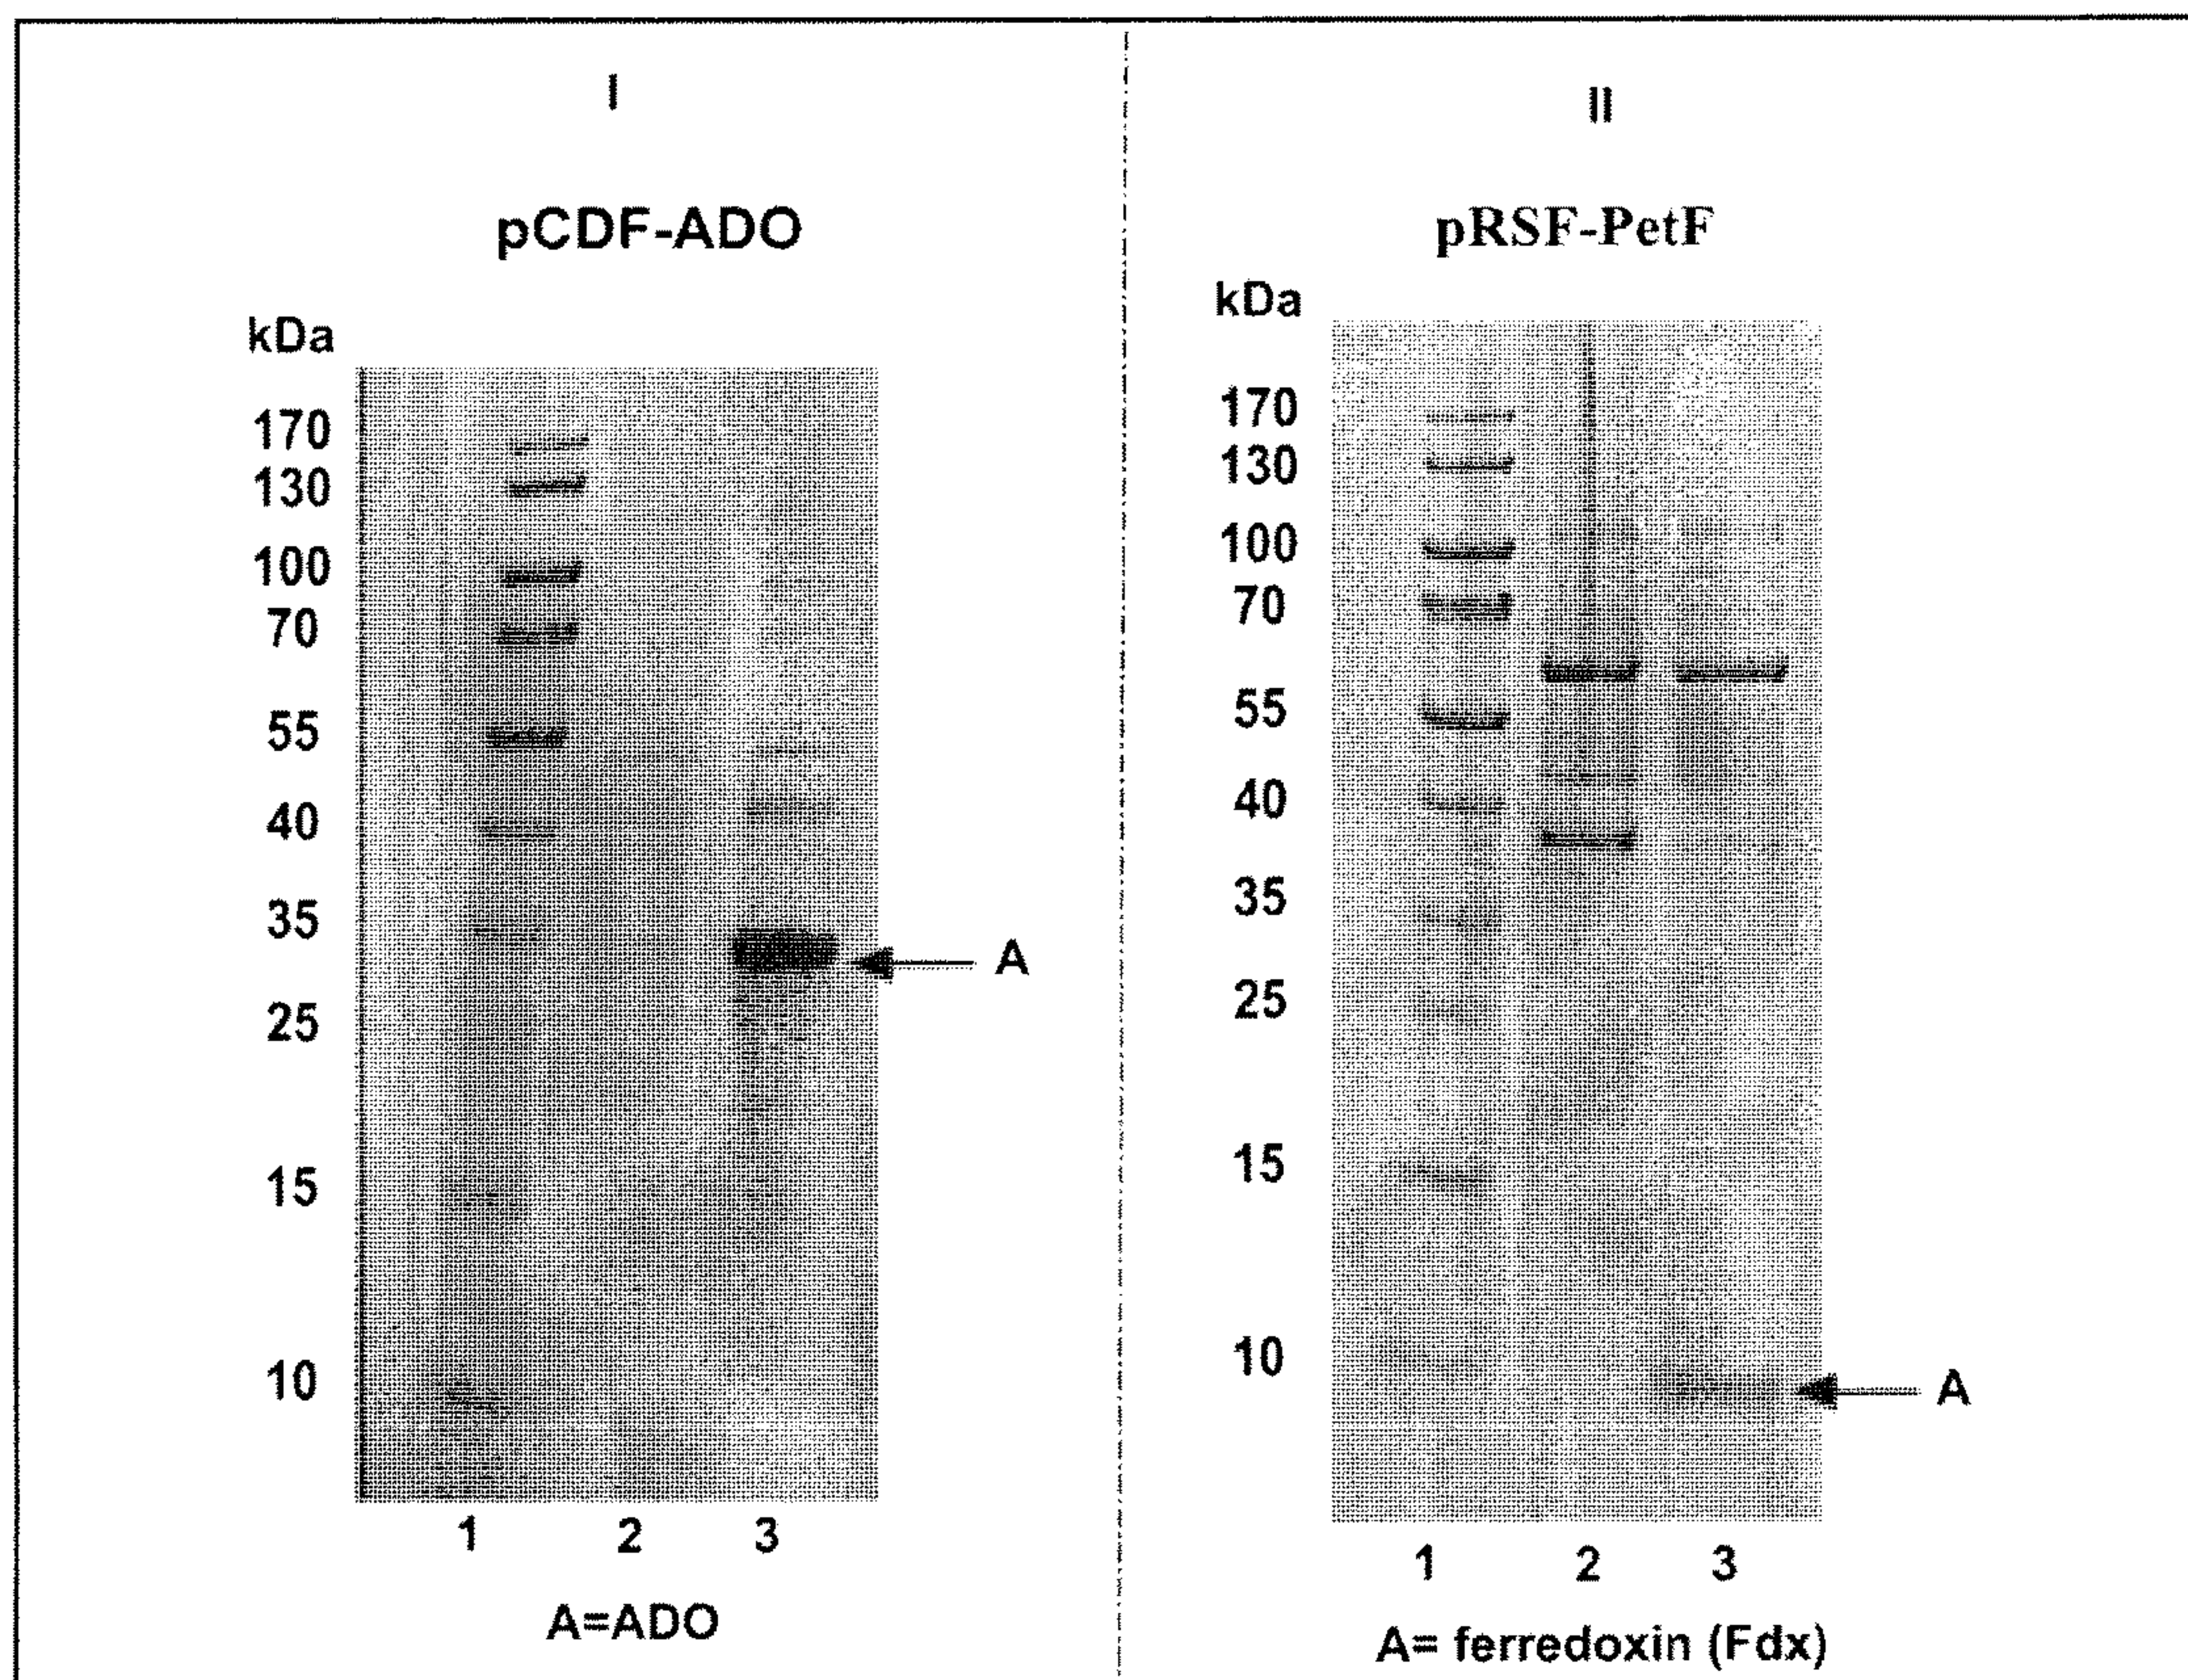 I
pCDF-ADO
kDa
170
130
100
70
55
40
35
25
15
10
A
1 2 3
A=ADO
II
pRSF-PetF
kDa
170
130
100
70
55
40
35
25
15
10
A
1 2 3
A= ferredoxin (Fdx)